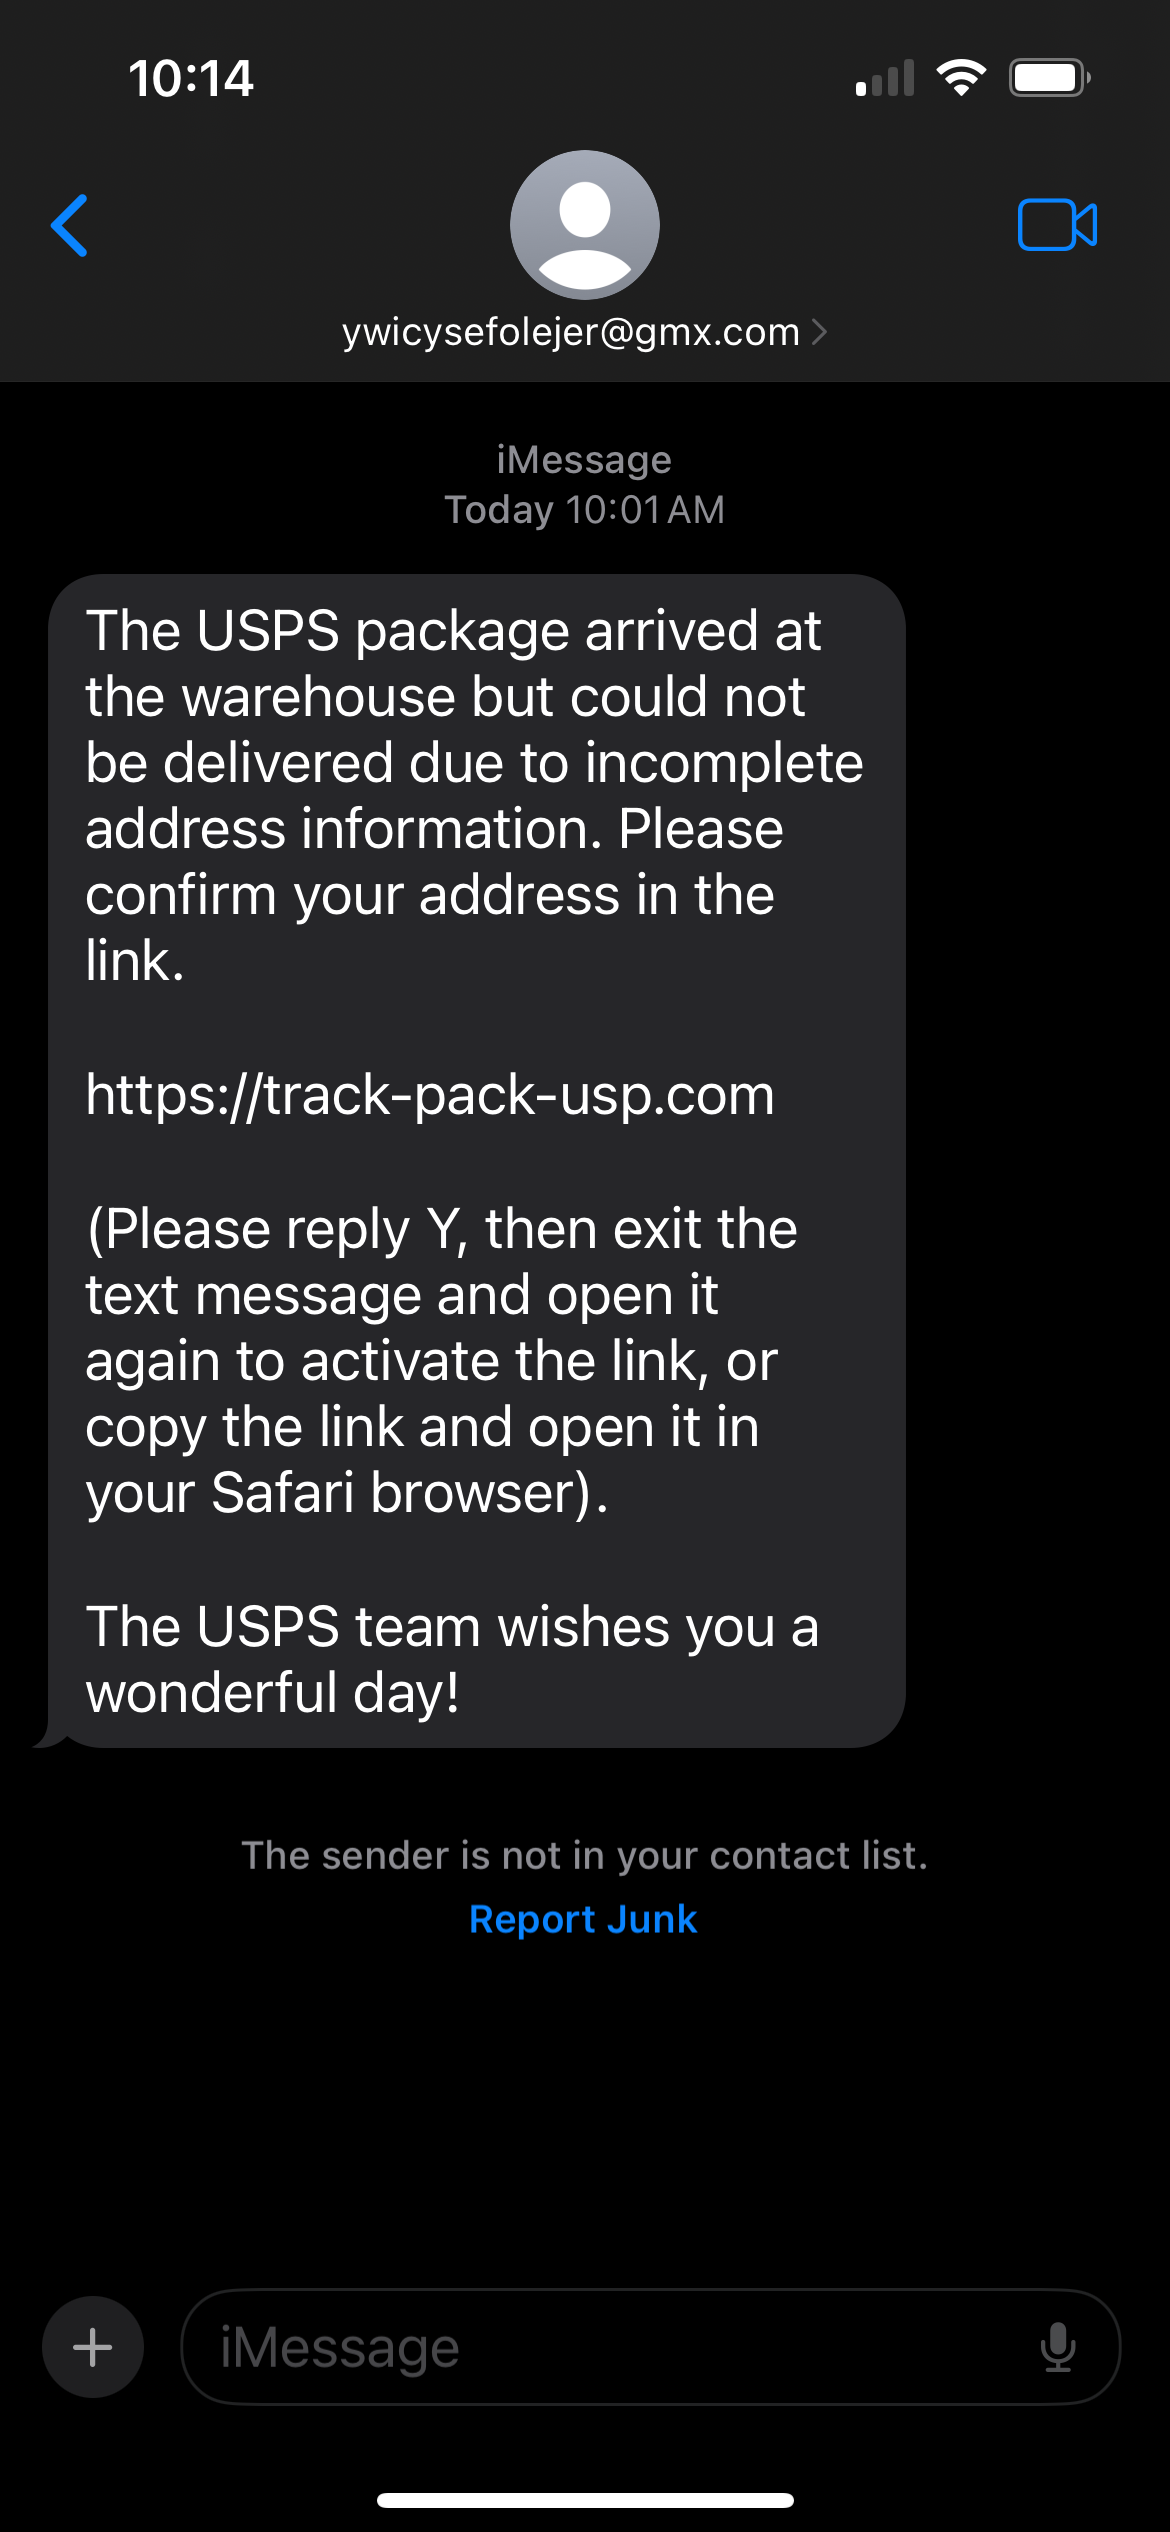 10:14
ywicysefolejer@gmx.com
iMessage
Today 10:01 AM
The USPS package arrived at
the warehouse but could not
be delivered due to incomplete
address information. Please
confirm your address in the
link.
https://track-pack-usp.com
(Please reply Y, then exit the
text message and open it
again to activate the link, or
copy the link and open it in
your Safari browser).
The USPS team wishes you a
wonderful day!
The sender is not in your contact list.
Report Junk
iMessage